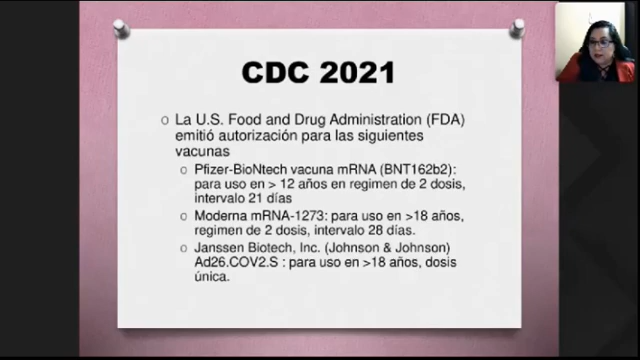 CDC 2021
La U.S. Food and Drug Administration (FDA)
emitió autorización para las siguientes
vacunas
Pfizer-BioNtech vacuna mRNA (BNT162b2):
para uso en > 12 años en regimen de 2 dosis,
intervalo 21 días
Moderna mRNA-1273: para uso en >18 años,
regimen de 2 dosis, intervalo 28 días.
Janssen Biotech, Inc. (Johnson & Johnson)
Ad26.COV2.S : para uso en >18 años, dosis
única.